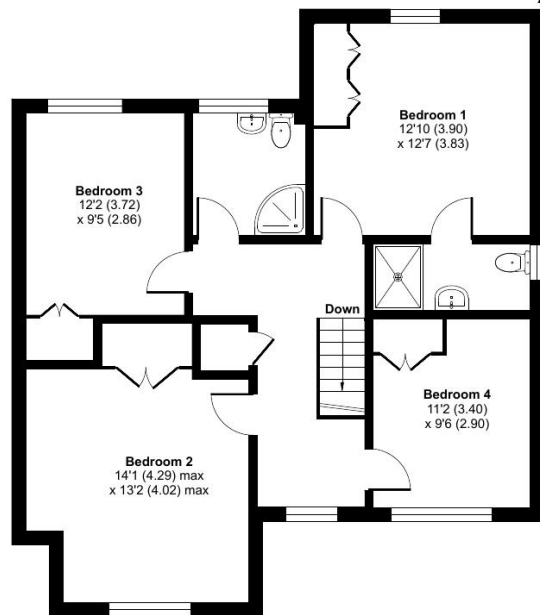 Bedroom 1
12'10 (3.90)
x 12'7 (3.83)
Bedroom 3
12'2 (3.72)
x 9'5 (2.86)
Down
Bedroom 4
11'2 (3.40)
x 9'6 (2.90)
Bedroom 2
14'1 (4.29) max
x 13'2 (4.02) max